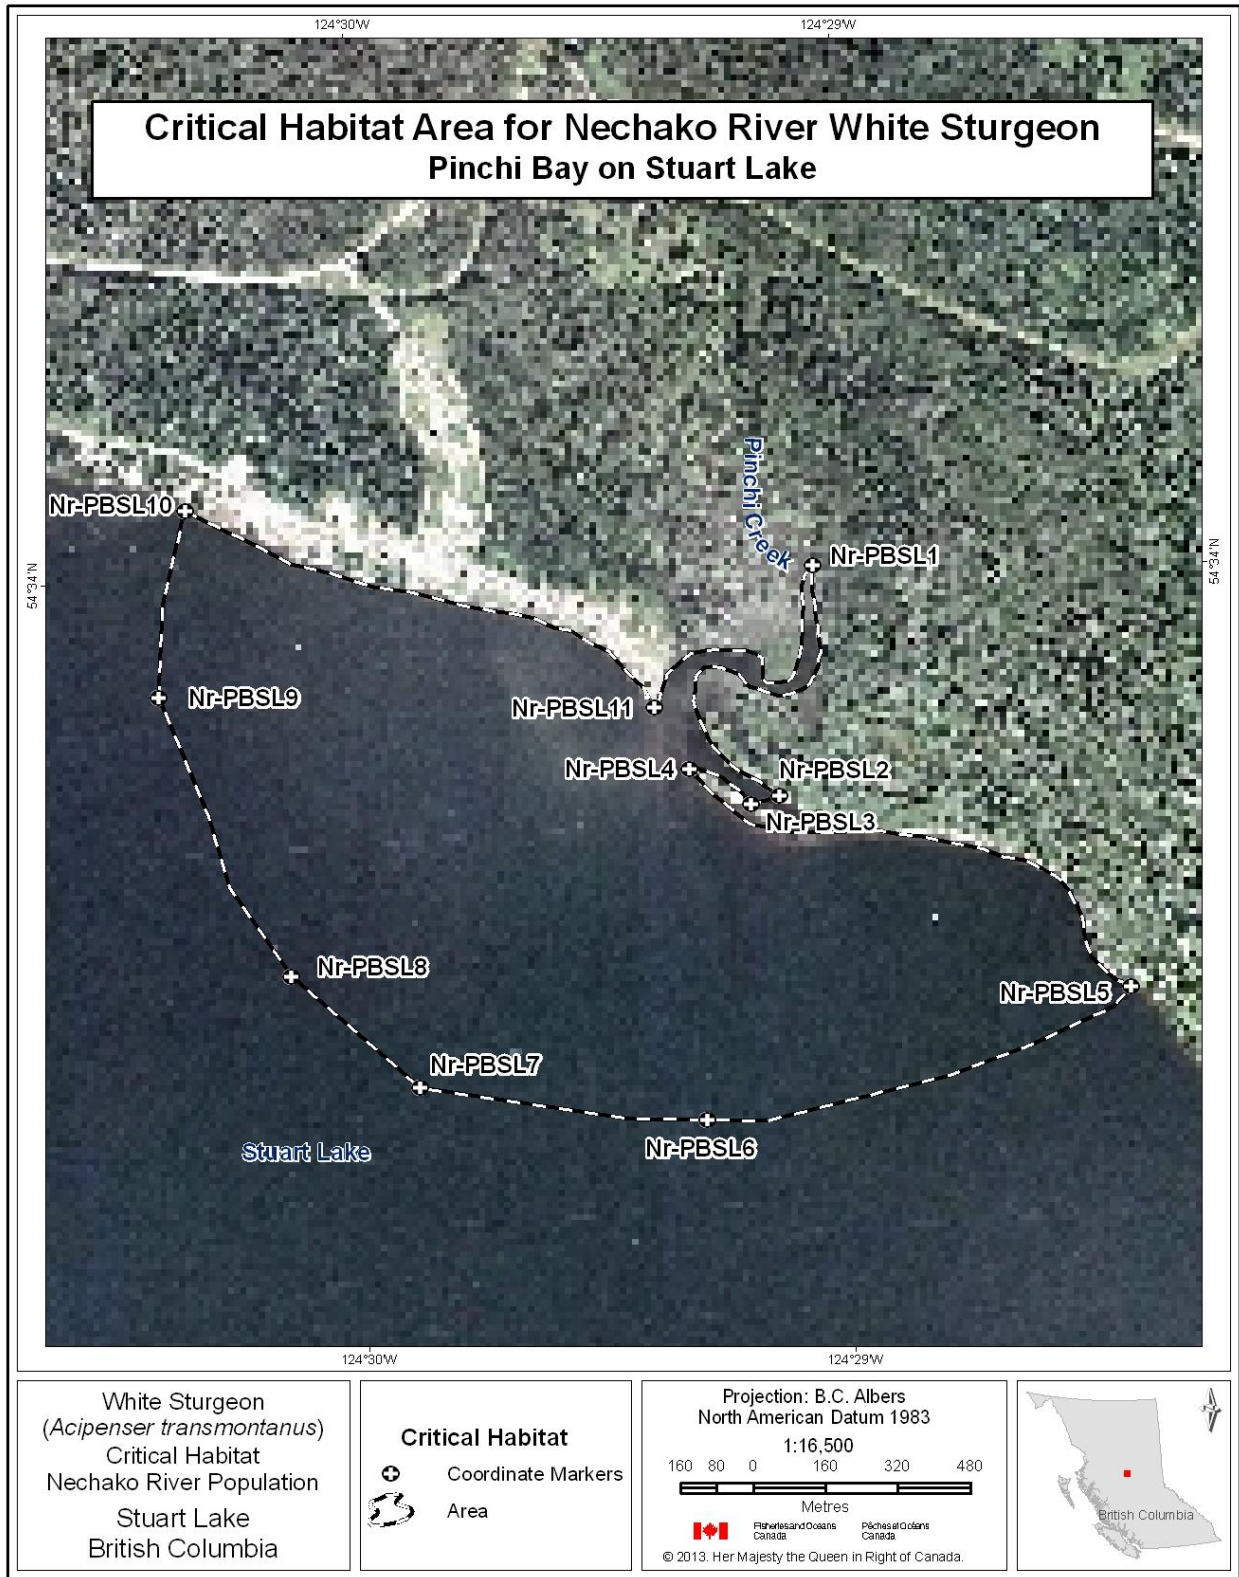 124°30'W
124°29'W
Critical Habitat Area for Nechako River White Sturgeon
Pinchi Bay on Stuart Lake
Pinchi Creek
Nr-PBSL10
Nr-PBSL1
54°34'N
54°34'N
Nr-PBSL9
Nr-PBSL11
Nr-PBSL4
Nr-PBSL2
Nr-PBSL3
Nr-PBSL8
Nr-PBSL5
Nr-PBSL7
Nr-PBSL6
Stuart Lake
124°30'W
124°29'W
White Sturgeon
(Acipenser transmontanus)
Critical Habitat
Nechako River Population
Stuart Lake
British Columbia
Critical Habitat
Coordinate Markers
Area
Projection: B.C. Albers
North American Datum 1983
1:16,500
160 80 0 160 320 480
Metres
Fisheries and Oceans
Canada
Pêches et Océans
Canada
© 2013. Her Majesty the Queen in Right of Canada.
British Columbia